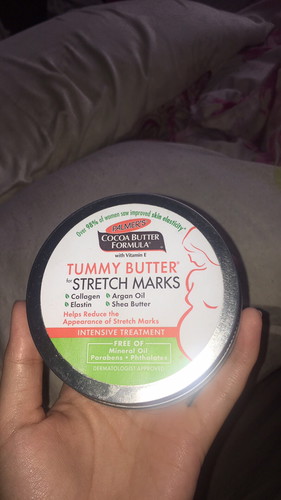 Over 98% of women saw improved skin elasticity*
PALMER'S
COCOA BUTTER
FORMULA®
with Vitamin E
TUMMY BUTTER®
for STRETCH MARKS
Collagen Argan Oil
Elastin Shea Butter
Helps Reduce the
Appearance of Stretch Marks
INTENSIVE TREATMENT
FREE OF
Mineral Oil
Parabens • Phthalates
DERMATOLOGIST APPROVED